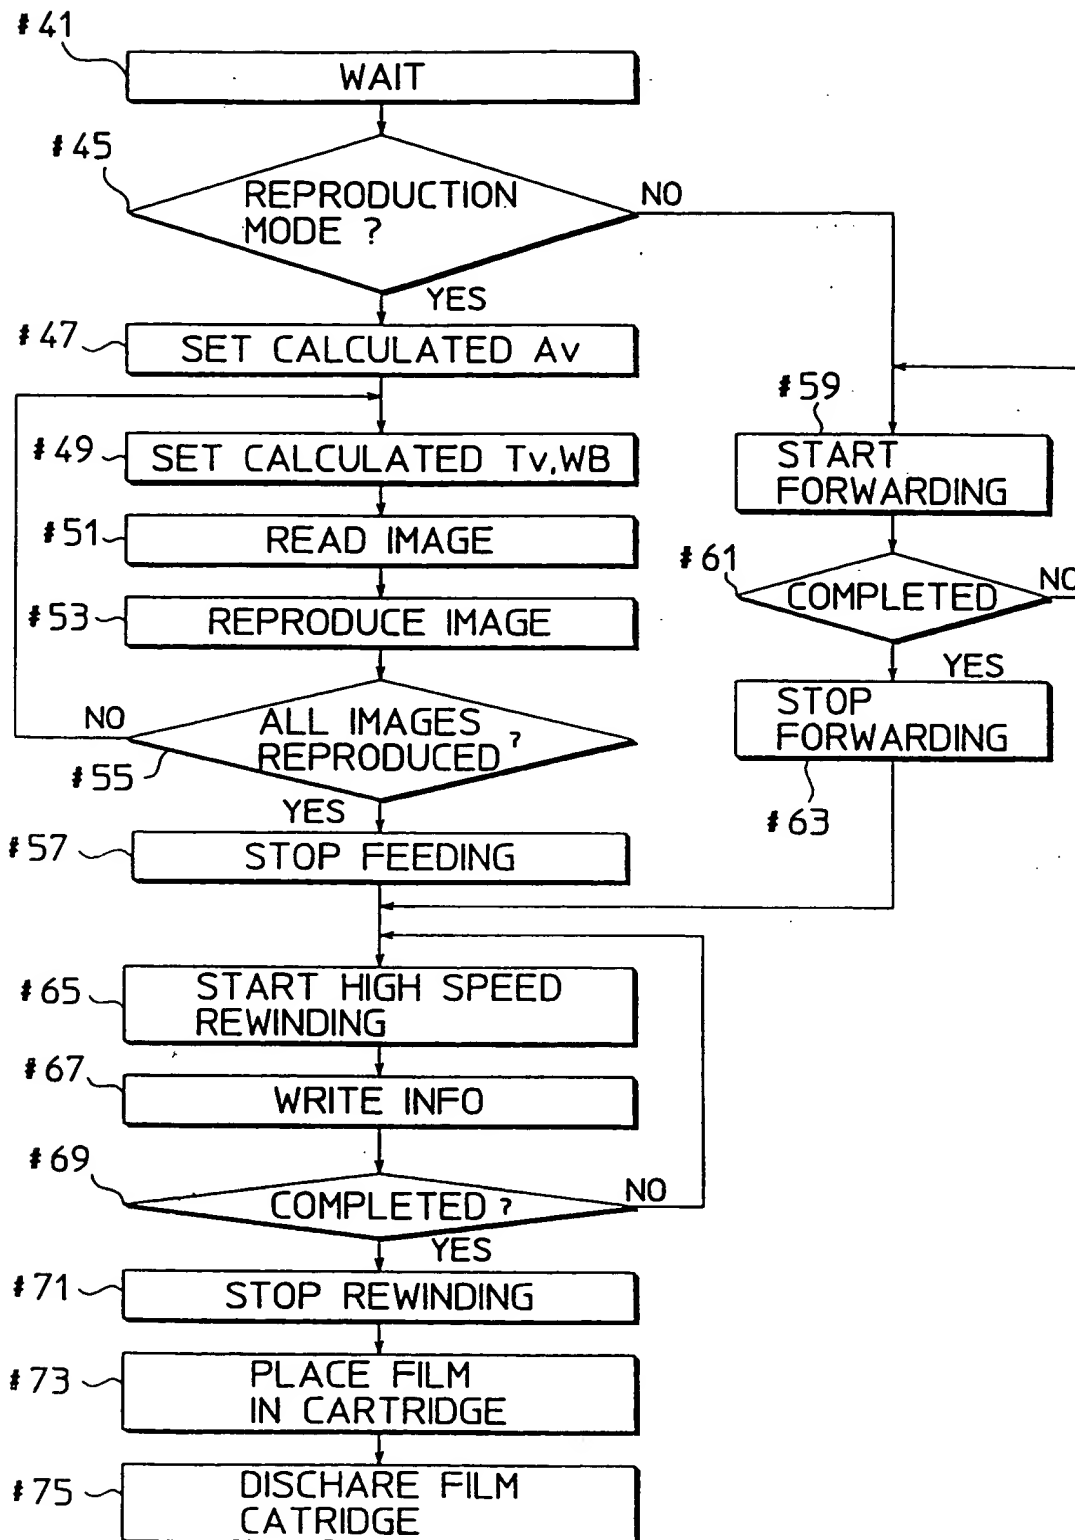 #41
WAIT
#45
REPRODUCTION
MODE ?
NO
YES
#47
SET CALCULATED Av
#59
START
FORWARDING
#49
SET CALCULATED Tv,WB
#51
READ IMAGE
#61
COMPLETED
NO
#53
REPRODUCE IMAGE
YES
STOP
FORWARDING
#63
NO
ALL IMAGES
REPRODUCED ?
#55
YES
#57
STOP FEEDING
#65
START HIGH SPEED
REWINDING
#67
WRITE INFO
#69
COMPLETED ?
NO
YES
#71
STOP REWINDING
#73
PLACE FILM
IN CARTRIDGE
#75
DISCHARE FILM
CATRIDGE